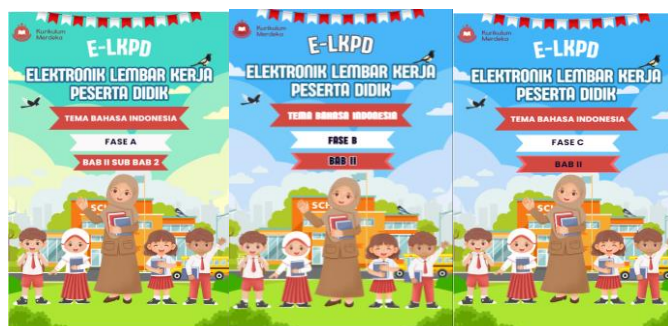 Kurikulum
Merdeka
E-LKPD
ELEKTRONIK LEMBAR KERJA
PESERTA DIDIK
TEMA BAHASA INDONESIA
FASE A
BAB II SUB BAB 2
Kurikulum
Merdeka
E-LKPD
ELEKTRONIK LEMBAR KERJA
PESERTA DIDIK
TEMA BAHASA INDONESIA
FASE B
BAB II
Kurikulum
Merdeka
E-LKPD
ELEKTRONIK LEMBAR KERJA
PESERTA DIDIK
TEMA BAHASA INDONESIA
FASE C
BAB II